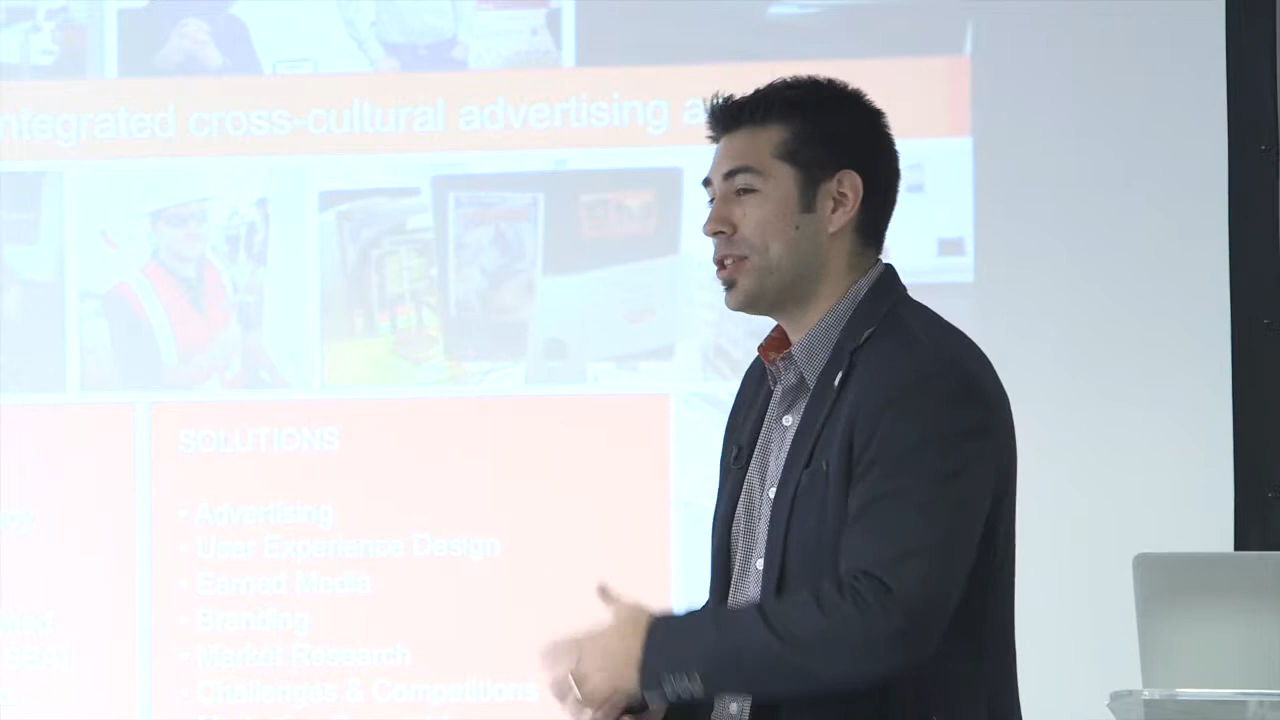 ntegrated cross-cultural advertising a
SOLUTIONS
• Advertising
• User Experience Design
• Earned Media
• Branding
• Market Research
• Challenges & Competitions